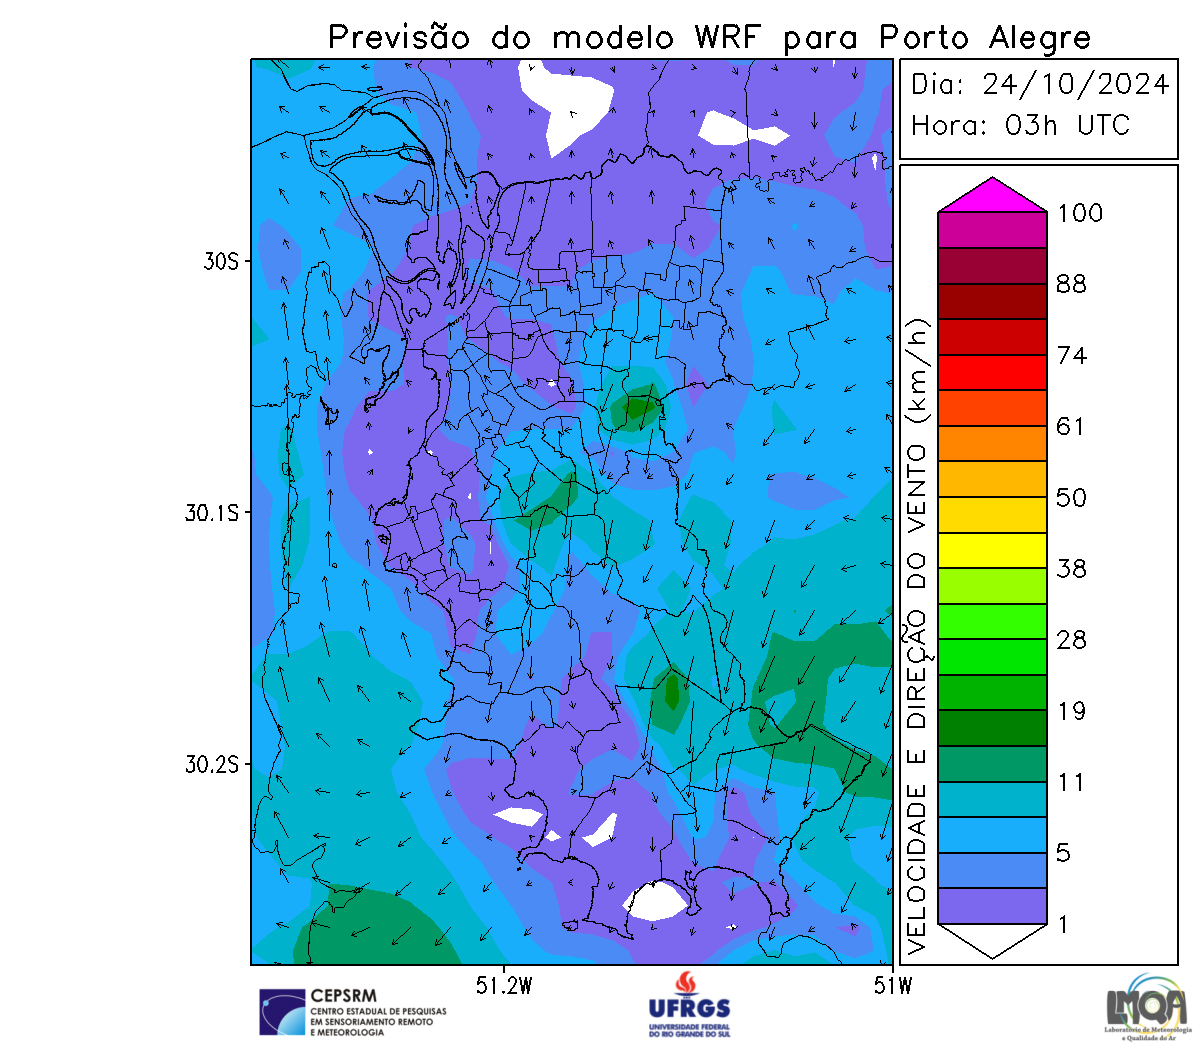 Previsão do modelo WRF para Porto Alegre
Dia: 24/10/2024
Hora: 03h UTC
30S
30.1S
30.2S
51.2W
51W
VELOCIDADE E DIREÇÃO DO VENTO (km/h)
100
88
74
61
50
38
28
19
11
5
1
CEPSRM
CENTRO ESTADUAL DE PESQUISAS
EM SENSORIAMENTO REMOTO
E METEOROLOGIA
UFRGS
UNIVERSIDADE FEDERAL
DO RIO GRANDE DO SUL
LMQA
Laboratório de Meteorologia
e Qualidade do Ar